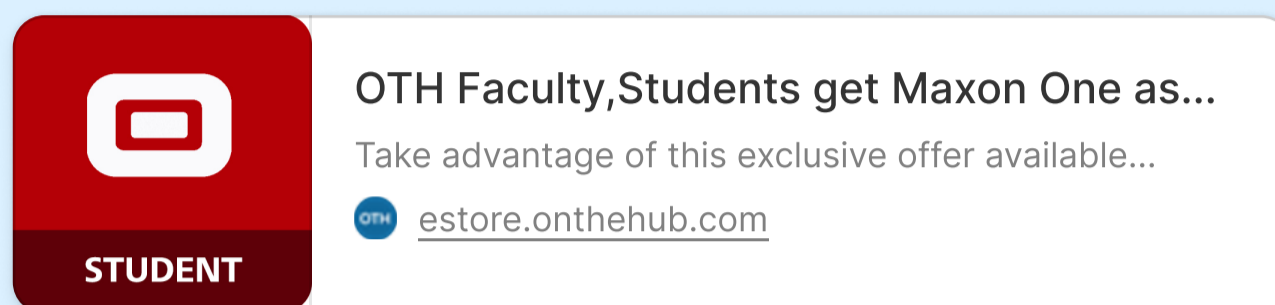 OTH Faculty,Students get Maxon One as...
Take advantage of this exclusive offer available...
OTH
estore.onthehub.com
STUDENT